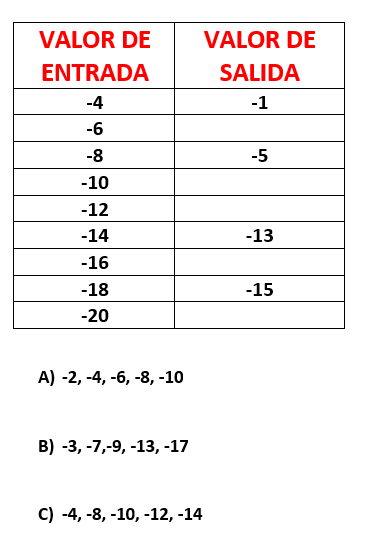 VALOR DE ENTRADA VALOR DE SALIDA
-4 -1
-6
-8 -5
-10
-12
-14 -13
-16
-18 -15
-20
A) -2, -4, -6, -8, -10
B) -3, -7,-9, -13, -17
C) -4, -8, -10, -12, -14